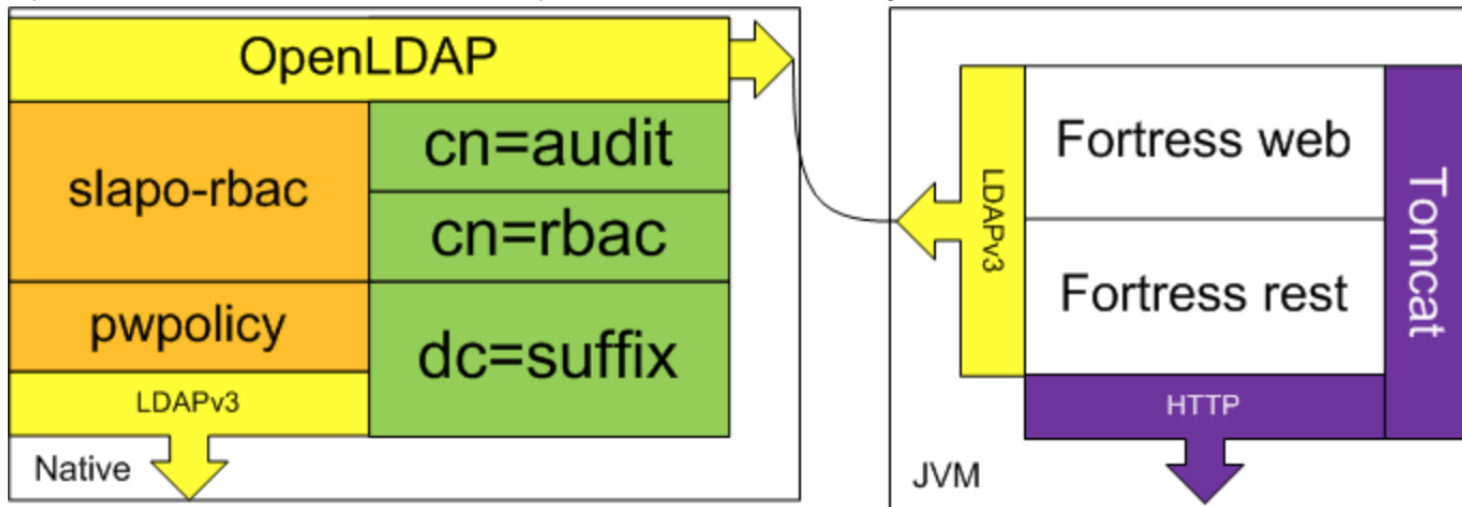 OpenLDAP
slapo-rbac
pwpolicy
LDAPv3
Native
cn=audit
cn=rbac
dc=suffix
LDAPv3
Fortress web
Fortress rest
Tomcat
HTTP
JVM